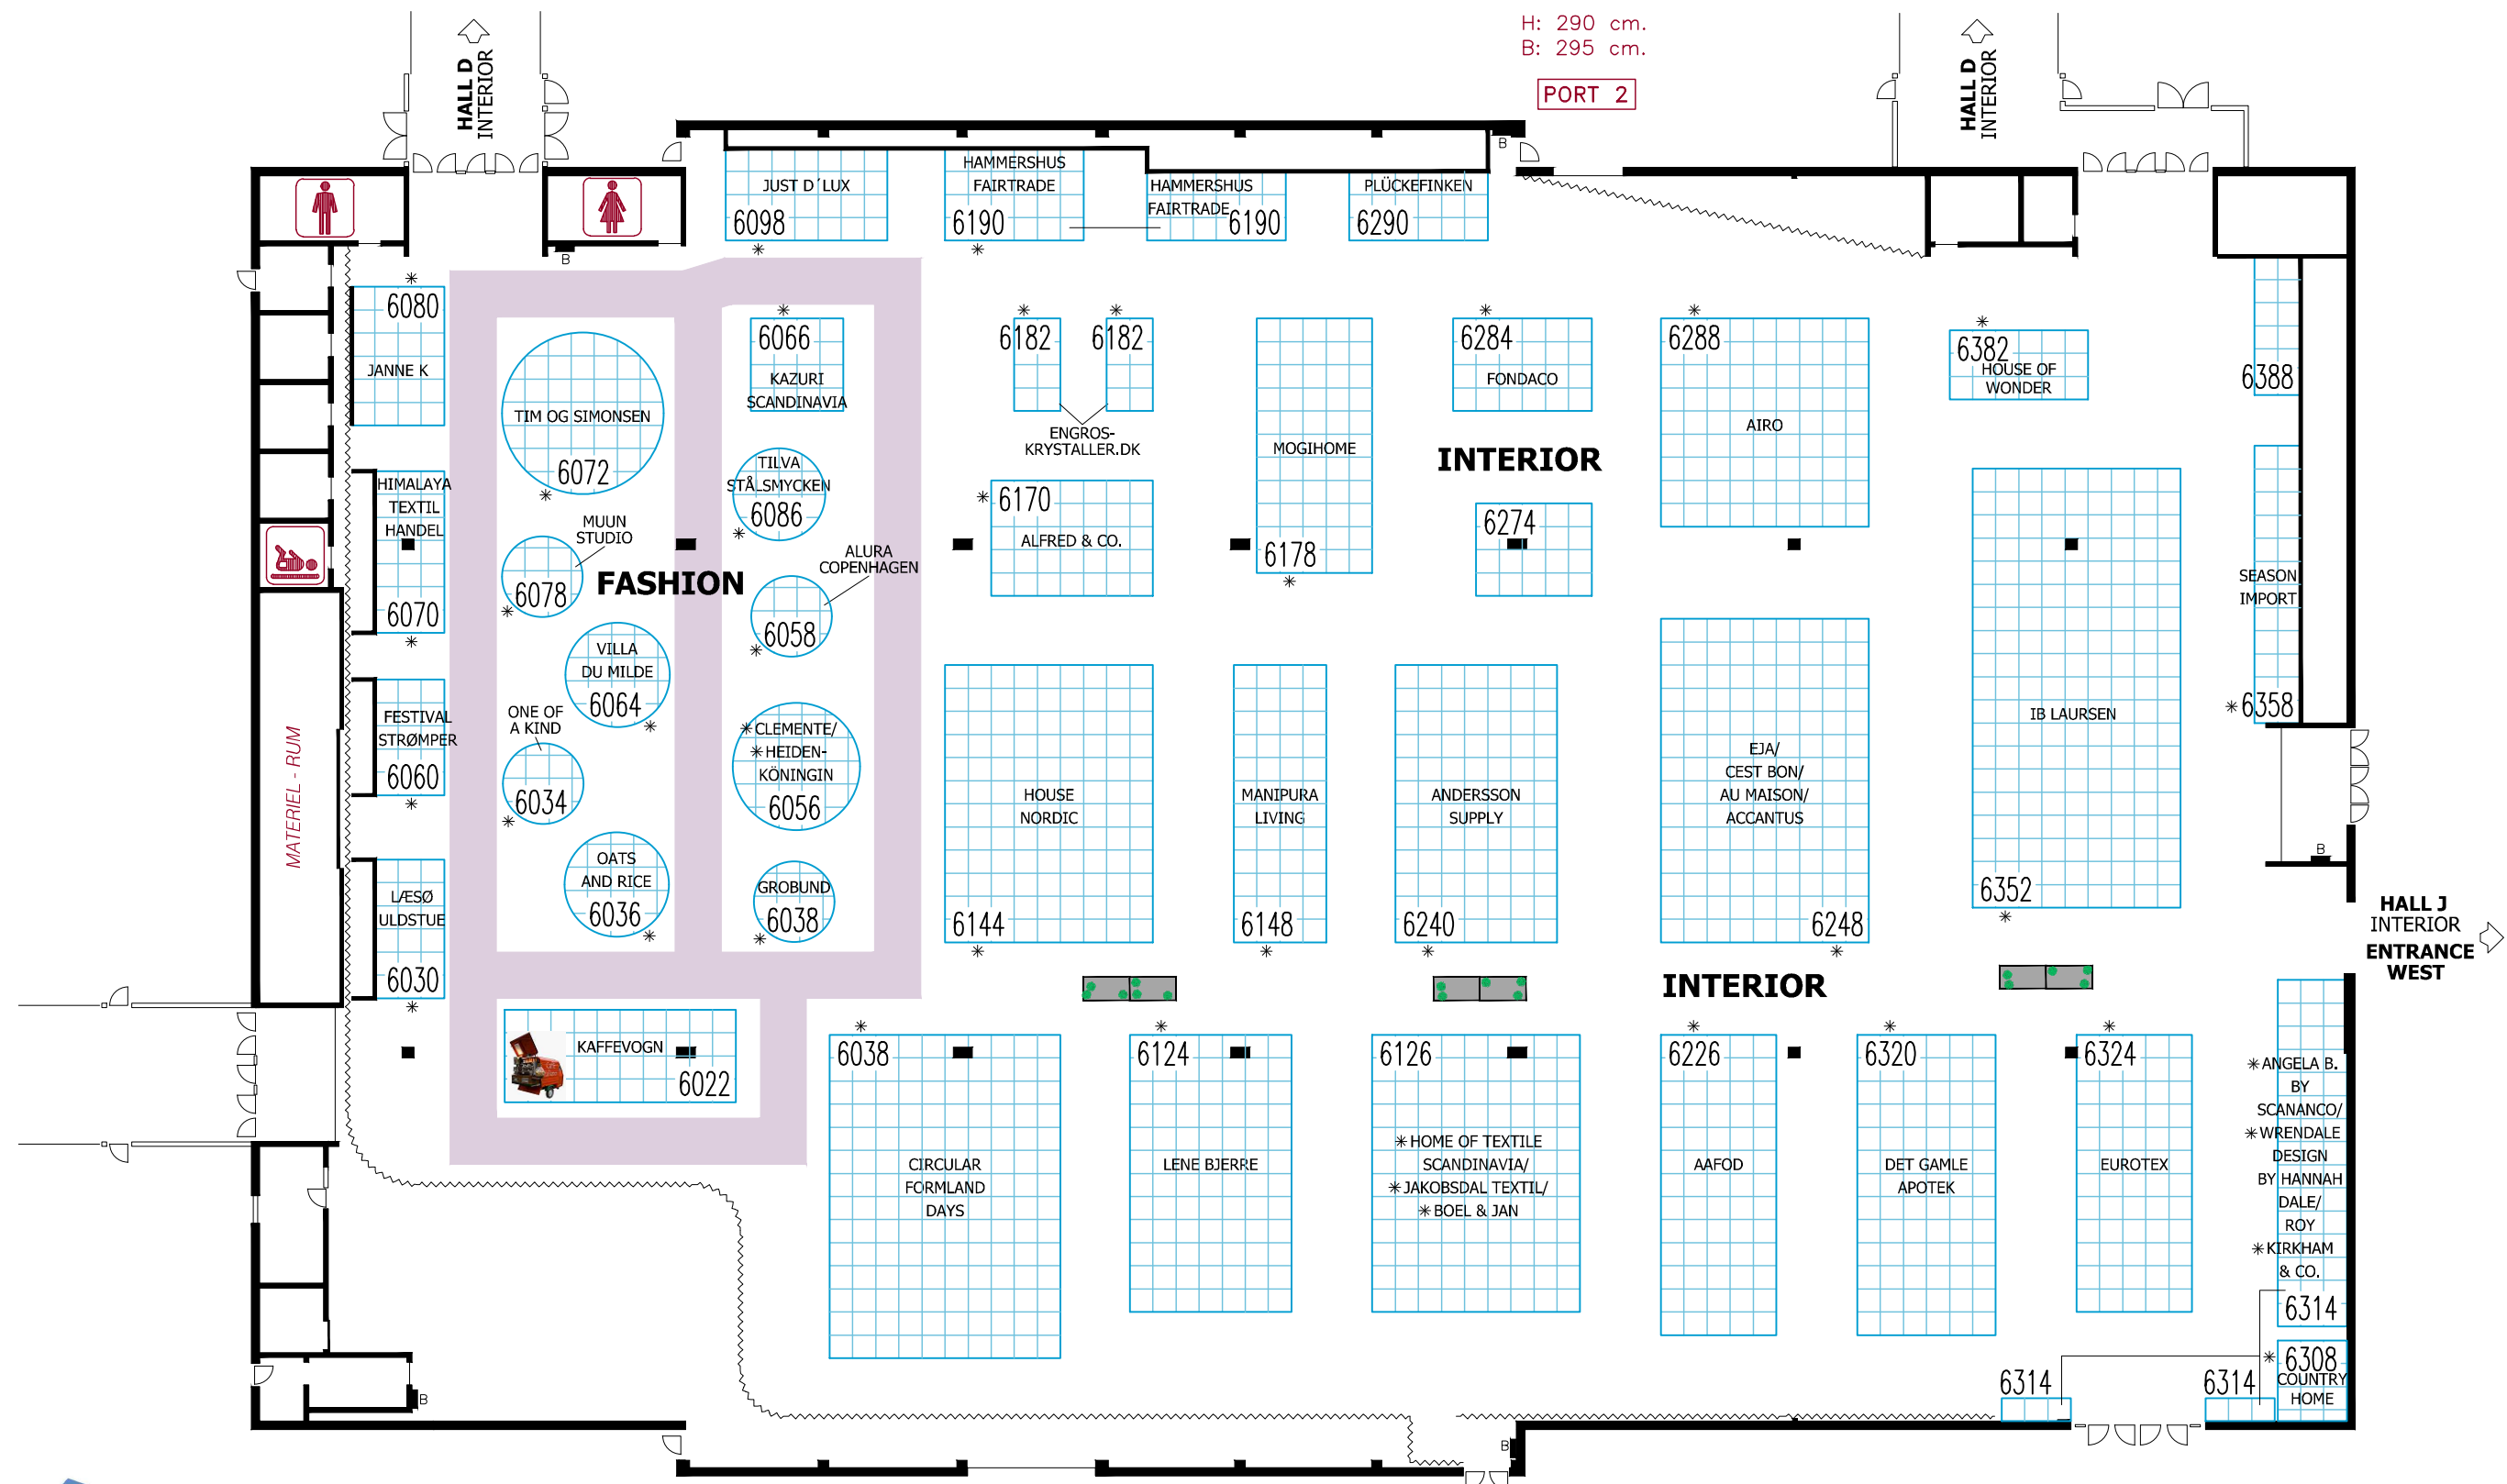 H: 290 cm.
B: 295 cm.
PORT 2
HALL D
INTERIOR
HALL D
INTERIOR
B
B
JUST D´LUX
6098
*
HAMMERSHUS
FAIRTRADE
6190
*
HAMMERSHUS
FAIRTRADE
6190
PLÜCKEFINKEN
6290
*
6080
JANNE K
HIMALAYA
TEXTIL
HANDEL
6070
*
FESTIVAL
STRØMPER
6060
*
LÆSØ
ULDSTUE
6030
*
MATERIEL - RUM
TIM OG SIMONSEN
6072
*
MUUN
STUDIO
6078
*
FASHION
VILLA
DU MILDE
6064
*
ONE OF
A KIND
6034
*
OATS
AND RICE
6036
*
*
6066
KAZURI
SCANDINAVIA
TILVA
STÅLSMYCKEN
6086
*
ALURA
COPENHAGEN
6058
*
*CLEMENTE/
*HEIDEN-
KÖNINGIN
6056
GROBUND
6038
*
KAFFEVOGN
6022
*
6182
*
6182
ENGROS-
KRYSTALLER.DK
*
6170
ALFRED & CO.
MOGIHOME
6178
*
*
6284
FONDACO
INTERIOR
6274
*
6288
AIRO
*
6382
HOUSE OF
WONDER
6388
SEASON
IMPORT
*6358
HOUSE
NORDIC
6144
*
MANIPURA
LIVING
6148
*
ANDERSSON
SUPPLY
6240
*
EJA/
CEST BON/
AU MAISON/
ACCANTUS
6248
*
IB LAURSEN
6352
*
B
HALL J
INTERIOR
ENTRANCE
WEST
INTERIOR
*
6038
CIRCULAR
FORMLAND
DAYS
*
6124
LENE BJERRE
6126
*HOME OF TEXTILE
SCANDINAVIA/
*JAKOBSDAL TEXTIL/
*BOEL & JAN
*
6226
AAFOD
*
6320
DET GAMLE
APOTEK
*
6324
EUROTEX
*ANGELA B.
BY
SCANANCO/
*WRENDALE
DESIGN
BY HANNAH
DALE/
ROY
*KIRKHAM
& CO.
6314
*6308
COUNTRY
HOME
6314
6314
B
B